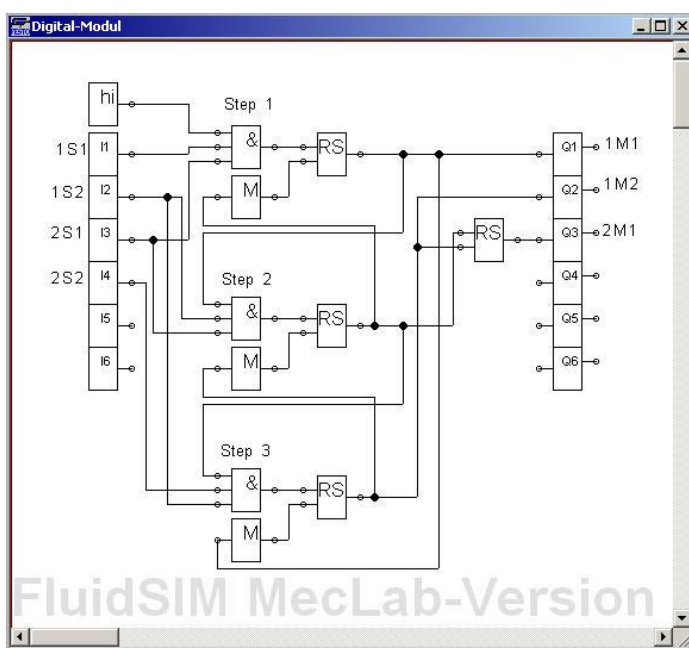 Digital-Modul
hi
Step 1
1S1 I1 & RS Q1 1M1
1S2 I2 M Q2 1M2
2S1 I3 RS Q3 2M1
2S2 I4 Step 2 Q4
I5 & RS Q5
I6 M Q6
Step 3
& RS
M
FluidSIM MecLab-Version